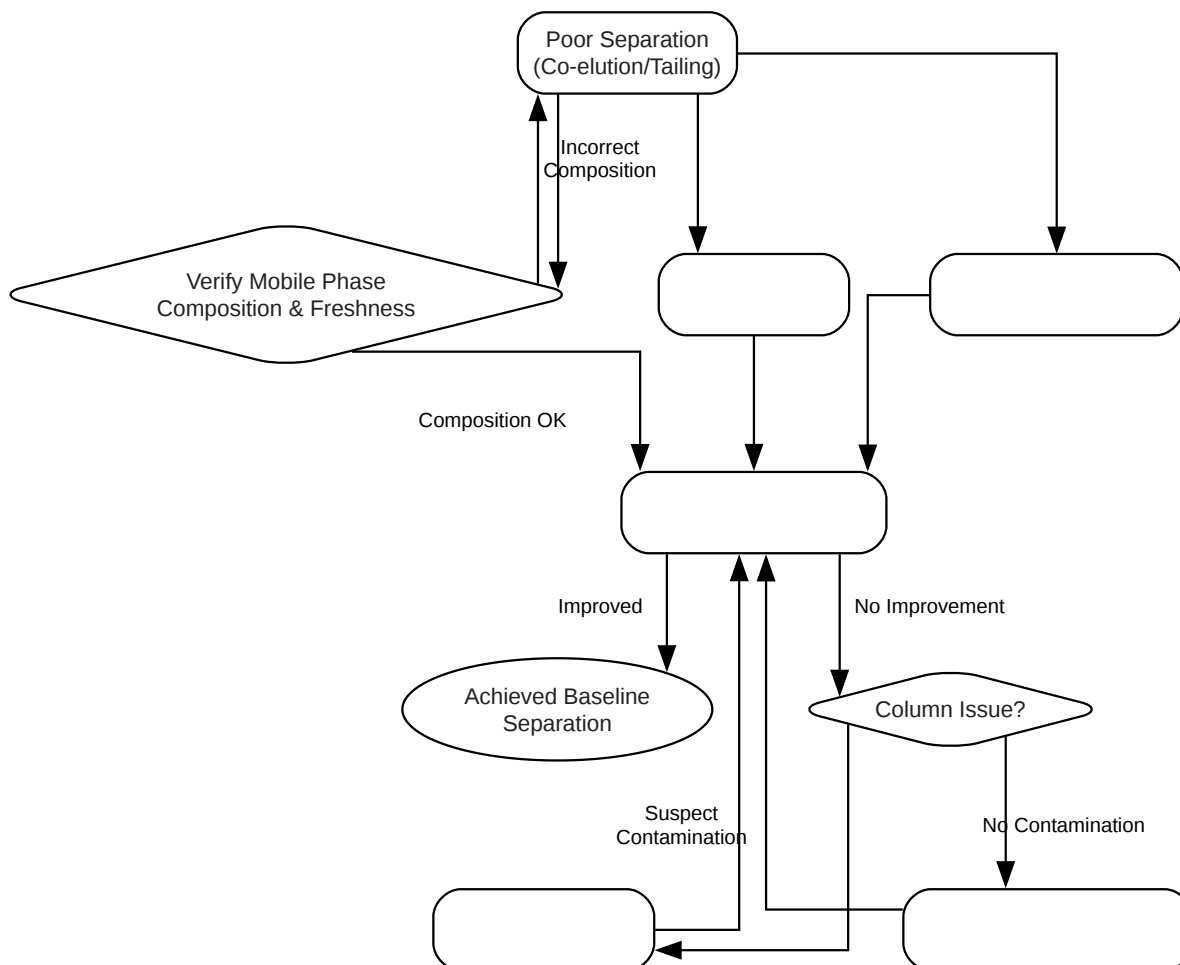 Poor Separation
(Co-elution/Tailing)
Incorrect
Composition
Verify Mobile Phase
Composition & Freshness
Composition OK
Improved
No Improvement
Achieved Baseline
Separation
Column Issue?
Suspect
Contamination
No Contamination